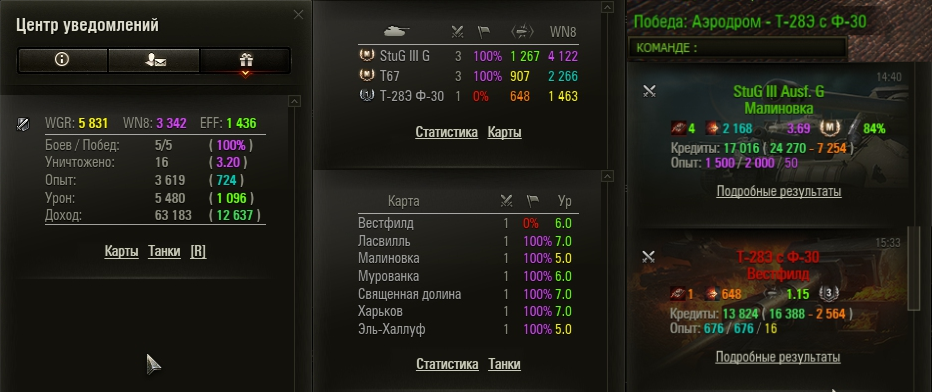 Центр уведомлений
WGR: 5 831 WN8: 3 342 EFF: 1 436
Боев / Побед: 5/5 ( 100% )
Уничтожено: 16 ( 3.20 )
Опыт: 3 619 ( 724 )
Урон: 5 480 ( 1 096 )
Доход: 63 183 ( 12 637 )
Карты Танки [R]
WN8
StuG III G 3 100% 1 267 4 122
T67 3 100% 907 2 266
Т-28Э Ф-30 1 0% 648 1 463
Статистика Карты
Карта Ур
Вестфилд 1 0% 6.0
Ласвилль 1 100% 7.0
Малиновка 1 100% 5.0
Мурованка 1 100% 6.0
Священная долина 1 100% 7.0
Харьков 1 100% 7.0
Эль-Халлуф 1 100% 5.0
Статистика Танки
Победа: Аэродром - Т-28Э с Ф-30
КОМАНДЕ :
14:40
StuG III Ausf. G
Малиновка
4 2 168 3.69 M 84%
Кредиты: 17 016 ( 24 270 - 7 254 )
Опыт: 1 500 / 2 000 / 50
Подробные результаты
15:33
Т-28Э с Ф-30
Вестфилд
1 648 1.15 3
Кредиты: 13 824 ( 16 388 - 2 564 )
Опыт: 676 / 676 / 16
Подробные результаты